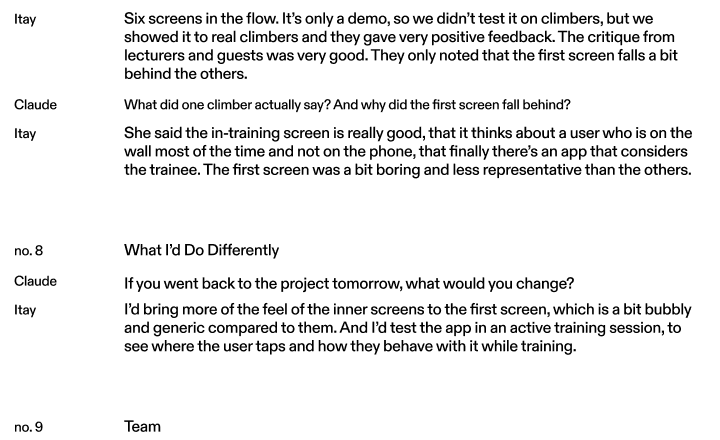 Itay
Six screens in the flow. It's only a demo, so we didn't test it on climbers, but we
showed it to real climbers and they gave very positive feedback. The critique from
lecturers and guests was very good. They only noted that the first screen falls a bit
behind the others.
Claude
What did one climber actually say? And why did the first screen fall behind?
Itay
She said the in-training screen is really good, that it thinks about a user who is on the
wall most of the time and not on the phone, that finally there's an app that considers
the trainee. The first screen was a bit boring and less representative than the others.
no. 8
What I'd Do Differently
Claude
If you went back to the project tomorrow, what would you change?
Itay
I'd bring more of the feel of the inner screens to the first screen, which is a bit bubbly
and generic compared to them. And I'd test the app in an active training session, to
see where the user taps and how they behave with it while training.
no. 9
Team